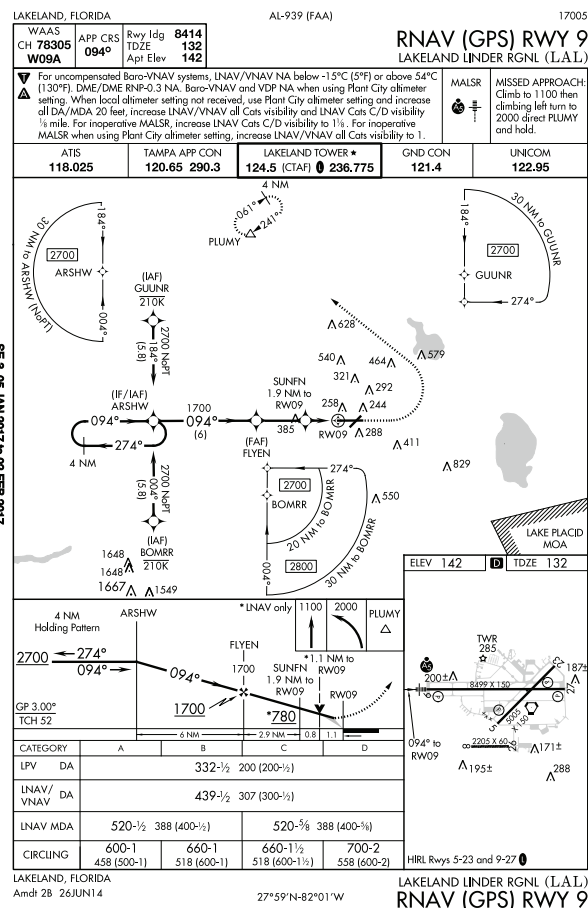 LAKELAND, FLORIDA
AL-939 (FAA)
17005
WAAS
CH 78305
W09A
APP CRS
094°
Rwy ldg 8414
TDZE 132
Apt Elev 142
RNAV (GPS) RWY 9
LAKELAND LINDER RGNL (LAL)
T
A
For uncompensated Baro-VNAV systems, LNAV/VNAV NA below -15°C (5°F) or above 54°C
(130°F). DME/DME RNP-0.3 NA. Baro-VNAV and VDP NA when using Plant City altimeter
setting. When local altimeter setting not received, use Plant City altimeter setting and increase
all DA/MDA 20 feet, increase LNAV/VNAV all Cats visibility and LNAV Cats C/D visibility
⅛ mile. For inoperative MALSR, increase LNAV Cats C/D visibility to 1⅛. For inoperative
MALSR when using Plant City altimeter setting, increase LNAV/VNAV all Cats visibility to 1.
MALSR
A5
MISSED APPROACH:
Climb to 1100 then
climbing left turn to
2000 direct PLUMY
and hold.
ATIS
118.025
TAMPA APP CON
120.65 290.3
LAKELAND TOWER★
124.5 (CTAF) L 236.775
GND CON
121.4
UNICOM
122.95
4 NM
061°
241°
PLUMY
30 NM to ARSHW (NoPT)
184°
2700
ARSHW
004°
30 NM to GUUNR
184°
2700
GUUNR
274°
(IAF)
GUUNR
210K
2700 NoPT
184°
(5.8)
628
540
464
579
321
292
258
244
288
411
829
550
385
SUNFN
1.9 NM to
RW09
RW09
(IF/IAF)
ARSHW
094°
274°
4 NM
1700
094°
(6)
(FAF)
FLYEN
2700 NoPT
004°
(5.8)
(IAF)
BOMRR
210K
274°
2700
BOMRR
20 NM to BOMRR
2800
30 NM to BOMRR
004°
1648
1648
1667
1549
LAKE PLACID
MOA
SE-3, 05 JAN 2017 to 02 FEB 2017
ELEV 142
D
TDZE 132
4 NM
Holding Pattern
ARSHW
*LNAV only
1100
2000
PLUMY
2700
274°
094°
094°
FLYEN
1700
1700
SUNFN
1.9 NM to
RW09
*1.1 NM to
RW09
RW09
*780
GP 3.00°
TCH 52
6 NM
2.9 NM
0.8
1.1
TWR
285
200±
A5
187±
8499 X 150
5005 X 150
2205 X 60
094° to
RW09
23
27
5
8
26
171±
195±
288
HIRL Rwys 5-23 and 9-27 L
CATEGORY A B C D
LPV DA 332-½ 200 (200-½)
LNAV/VNAV DA 439-½ 307 (300-½)
LNAV MDA 520-½ 388 (400-½) 520-⅝ 388 (400-⅝)
CIRCLING 600-1 458 (500-1) 660-1 518 (600-1) 660-1½ 518 (600-1½) 700-2 558 (600-2)
LAKELAND, FLORIDA
Amdt 2B 26JUN14
27°59'N-82°01'W
LAKELAND LINDER RGNL (LAL)
RNAV (GPS) RWY 9